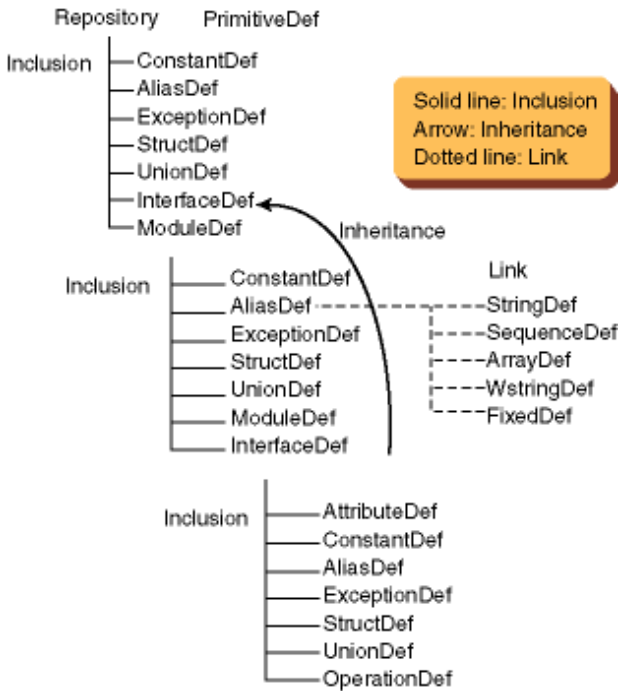 Repository PrimitiveDef
Inclusion
ConstantDef
AliasDef
ExceptionDef
StructDef
UnionDef
InterfaceDef
ModuleDef
Solid line: Inclusion
Arrow: Inheritance
Dotted line: Link
Inheritance
Inclusion
ConstantDef
AliasDef
ExceptionDef
StructDef
UnionDef
ModuleDef
InterfaceDef
Link
StringDef
SequenceDef
ArrayDef
WstringDef
FixedDef
Inclusion
AttributeDef
ConstantDef
AliasDef
ExceptionDef
StructDef
UnionDef
OperationDef